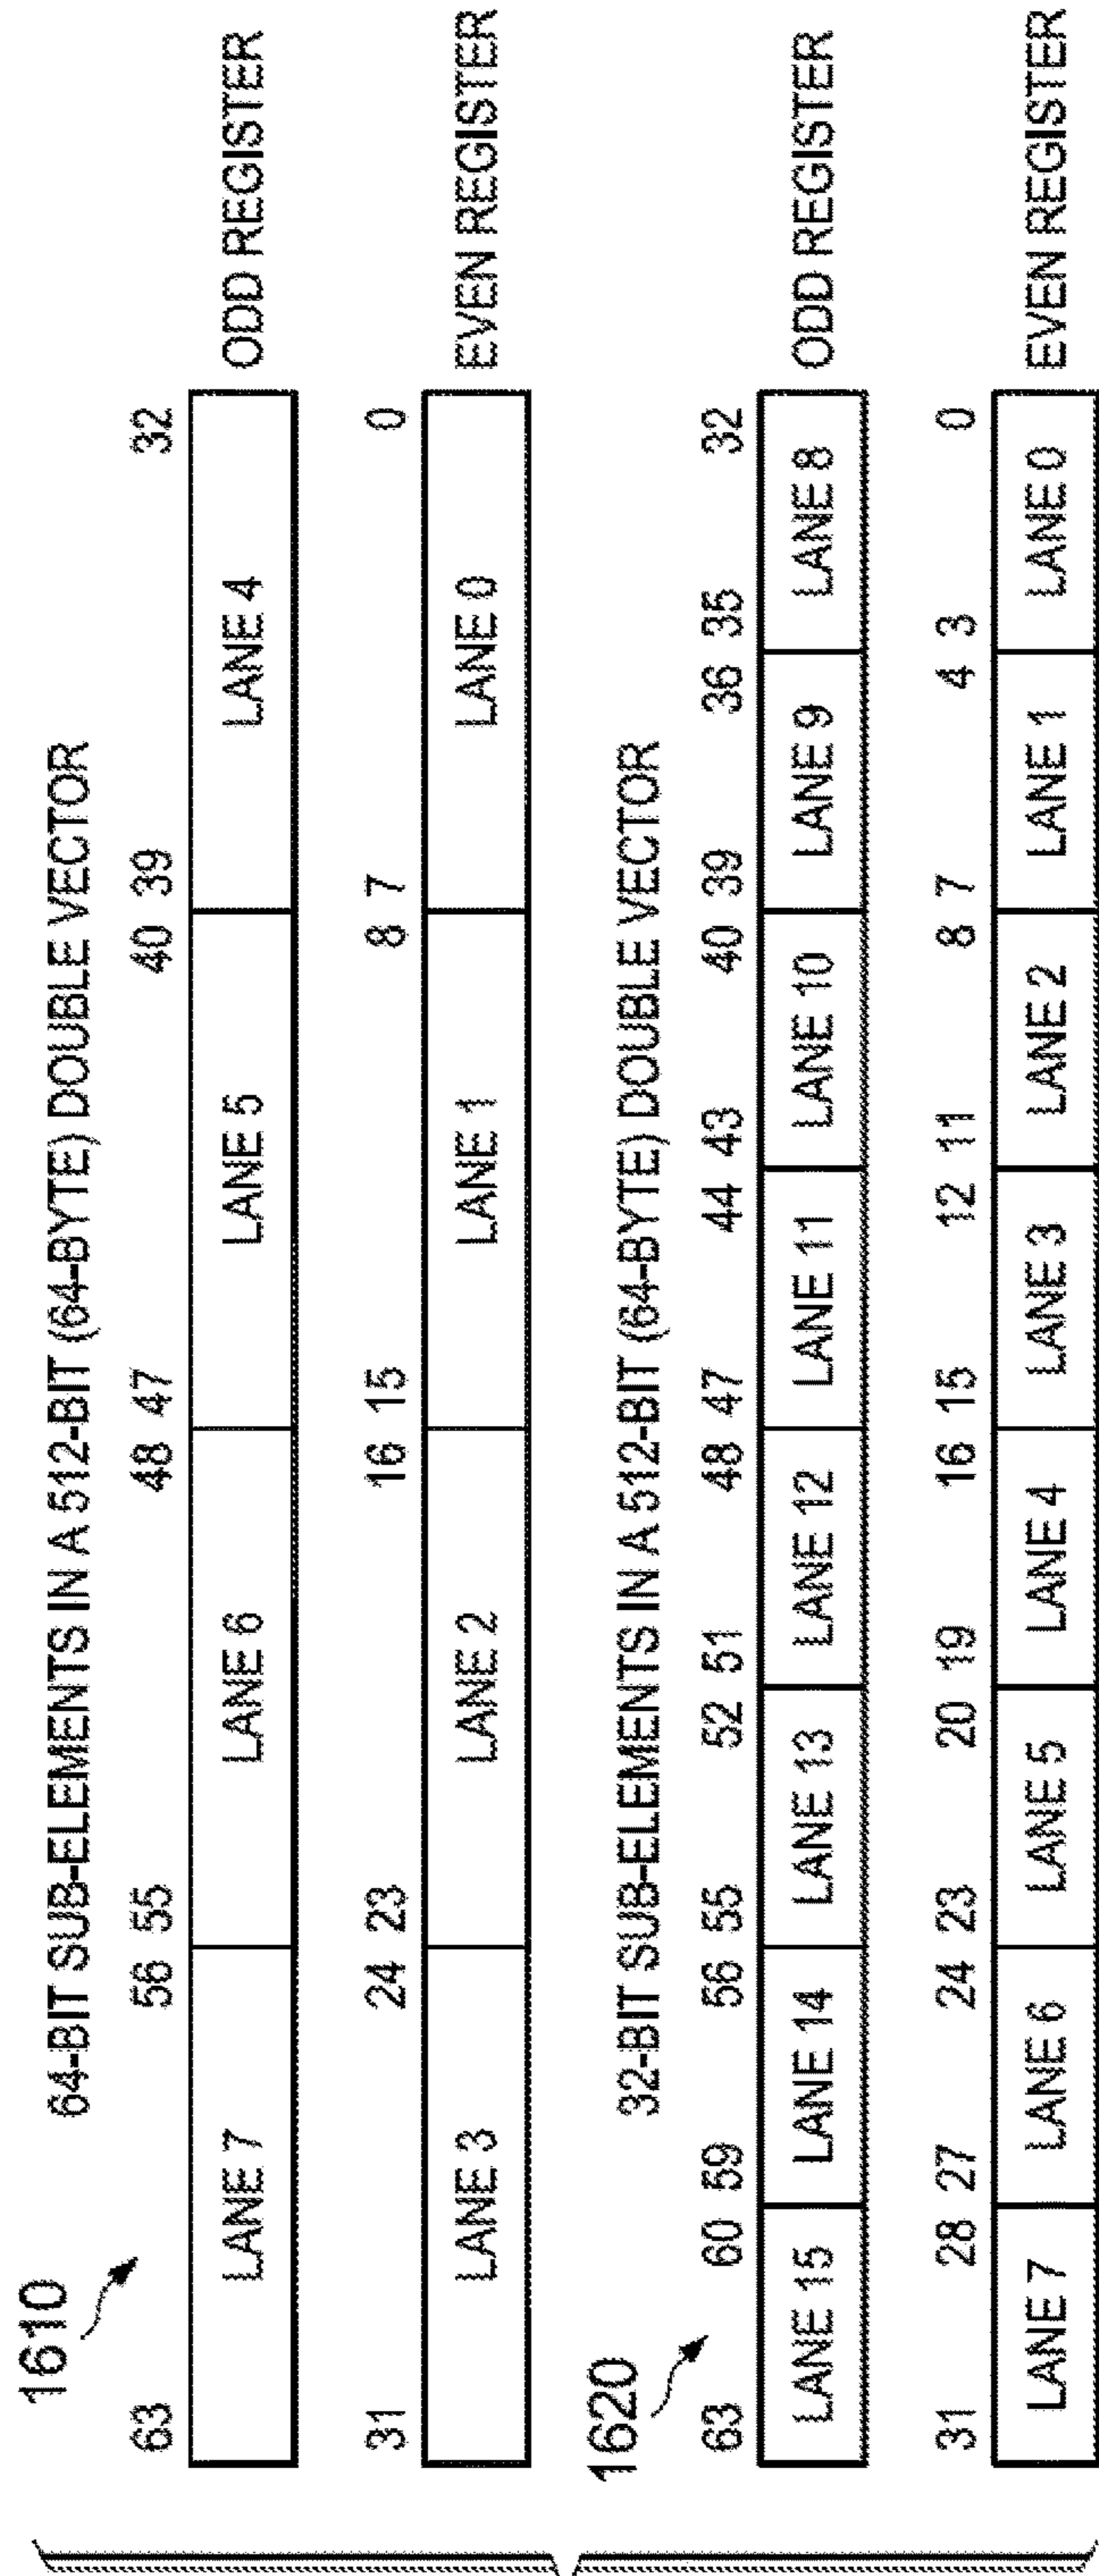 1610
64-BIT SUB-ELEMENTS IN A 512-BIT (64-BYTE) DOUBLE VECTOR
63 56 55 48 47 40 39 32
LANE 7 LANE 6 LANE 5 LANE 4 ODD REGISTER
31 24 23 16 15 8 7 0
LANE 3 LANE 2 LANE 1 LANE 0 EVEN REGISTER
1620
32-BIT SUB-ELEMENTS IN A 512-BIT (64-BYTE) DOUBLE VECTOR
63 60 59 56 55 52 51 48 47 44 43 40 39 36 35 32
LANE 15 LANE 14 LANE 13 LANE 12 LANE 11 LANE 10 LANE 9 LANE 8 ODD REGISTER
31 28 27 24 23 20 19 16 15 12 11 8 7 4 3 0
LANE 7 LANE 6 LANE 5 LANE 4 LANE 3 LANE 2 LANE 1 LANE 0 EVEN REGISTER